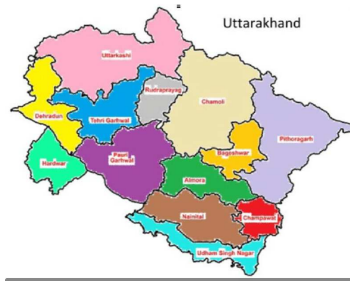 Uttarakhand
Uttarkashi
Rudraprayag
Chamoli
Dehradun
Tehri Garhwal
Pithoragarh
Haridwar
Pauri
Garhwal
Bageshwar
Almora
Nainital
Champawat
Udham Singh Nagar